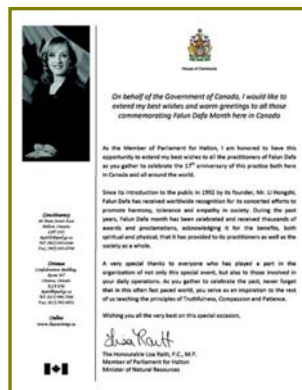 House of Commons
On behalf of the Government of Canada, I would like to
extend my best wishes and warm greetings to all those
commemorating Falun Dafa Month here in Canada
As the Member of Parliament for Halton, I am honored to have this
opportunity to extend my best wishes to all the practitioners of Falun Dafa
as you gather to celebrate the 17th anniversary of this practice both here
in Canada and all around the world.
Since its introduction to the public in 1992 by its founder, Mr. Li Hongzhi,
Falun Dafa has received worldwide recognition for its concerted efforts to
promote harmony, tolerance and empathy in society. During the past
years, Falun Dafa month has been celebrated and received thousands of
awards and proclamations, acknowledging it for the benefits, both
spiritual and physical, that it has provided to its practitioners as well as the
society as a whole.
A very special thanks to everyone who has played a part in the
organization of not only this special event, but also to those involved in
your daily operations. As you gather to celebrate the past, never forget
that in this often fast paced world, you serve as an inspiration to the rest
of us teaching the principles of Truthfulness, Compassion and Patience.
Wishing you all the very best on this special occasion,
Lisa Raitt
The Honourable Lisa Raitt, P.C., M.P.
Member of Parliament for Halton
Minister of Natural Resources
Constituency
Ottawa
Confederation Building
Online